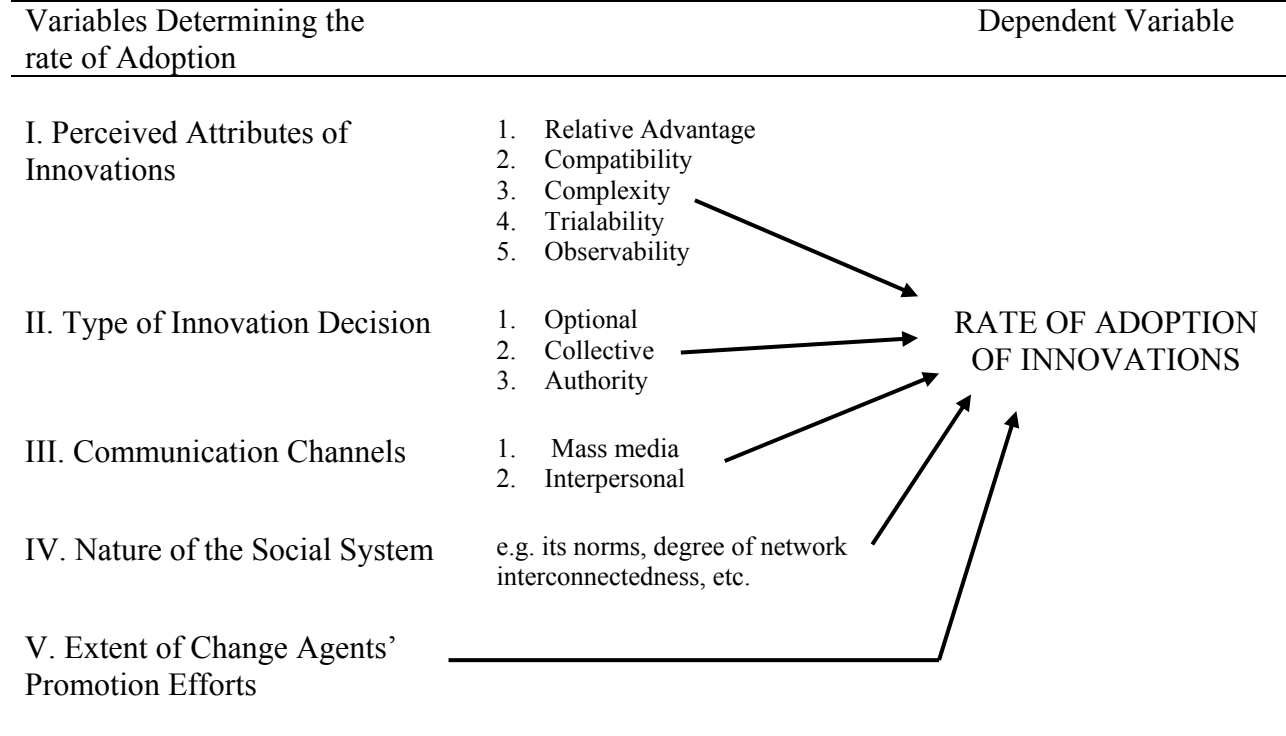 Variables Determining the
rate of Adoption
Dependent Variable
I. Perceived Attributes of
Innovations
1. Relative Advantage
2. Compatibility
3. Complexity
4. Trialability
5. Observability
II. Type of Innovation Decision
1. Optional
2. Collective
3. Authority
RATE OF ADOPTION
OF INNOVATIONS
III. Communication Channels
1. Mass media
2. Interpersonal
IV. Nature of the Social System
e.g. its norms, degree of network
interconnectedness, etc.
V. Extent of Change Agents’
Promotion Efforts